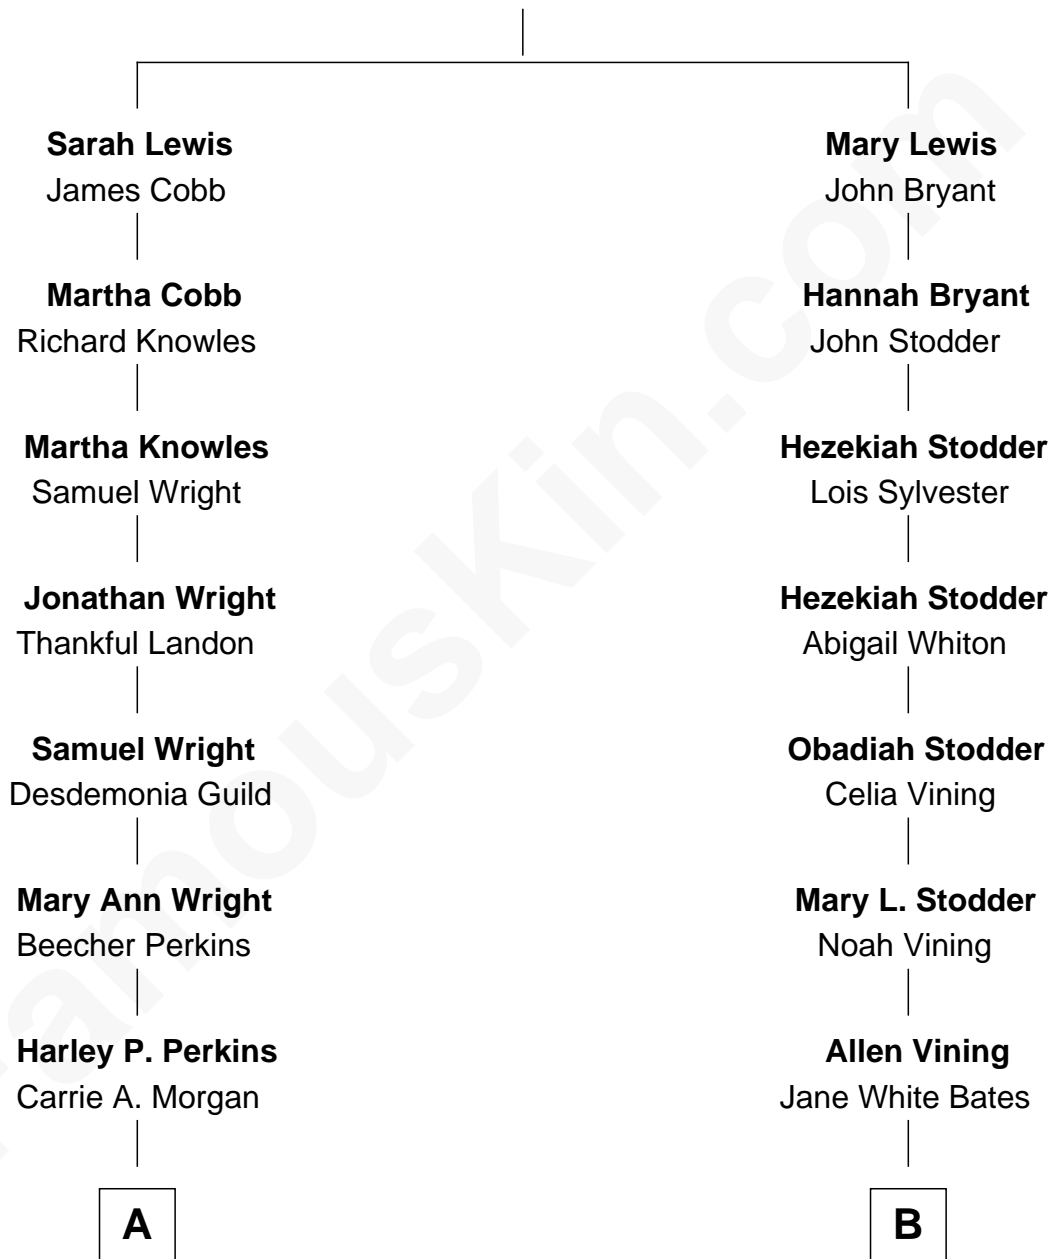 Sarah Lewis
James Cobb
Mary Lewis
John Bryant
Martha Cobb
Richard Knowles
Hannah Bryant
John Stodder
Martha Knowles
Samuel Wright
Hezekiah Stodder
Lois Sylvester
Jonathan Wright
Thankful Landon
Hezekiah Stodder
Abigail Whiton
Samuel Wright
Desdemonia Guild
Obadiah Stodder
Celia Vining
Mary Ann Wright
Beecher Perkins
Mary L. Stodder
Noah Vining
Harley P. Perkins
Carrie A. Morgan
Allen Vining
Jane White Bates
A
B
FamousKin.com